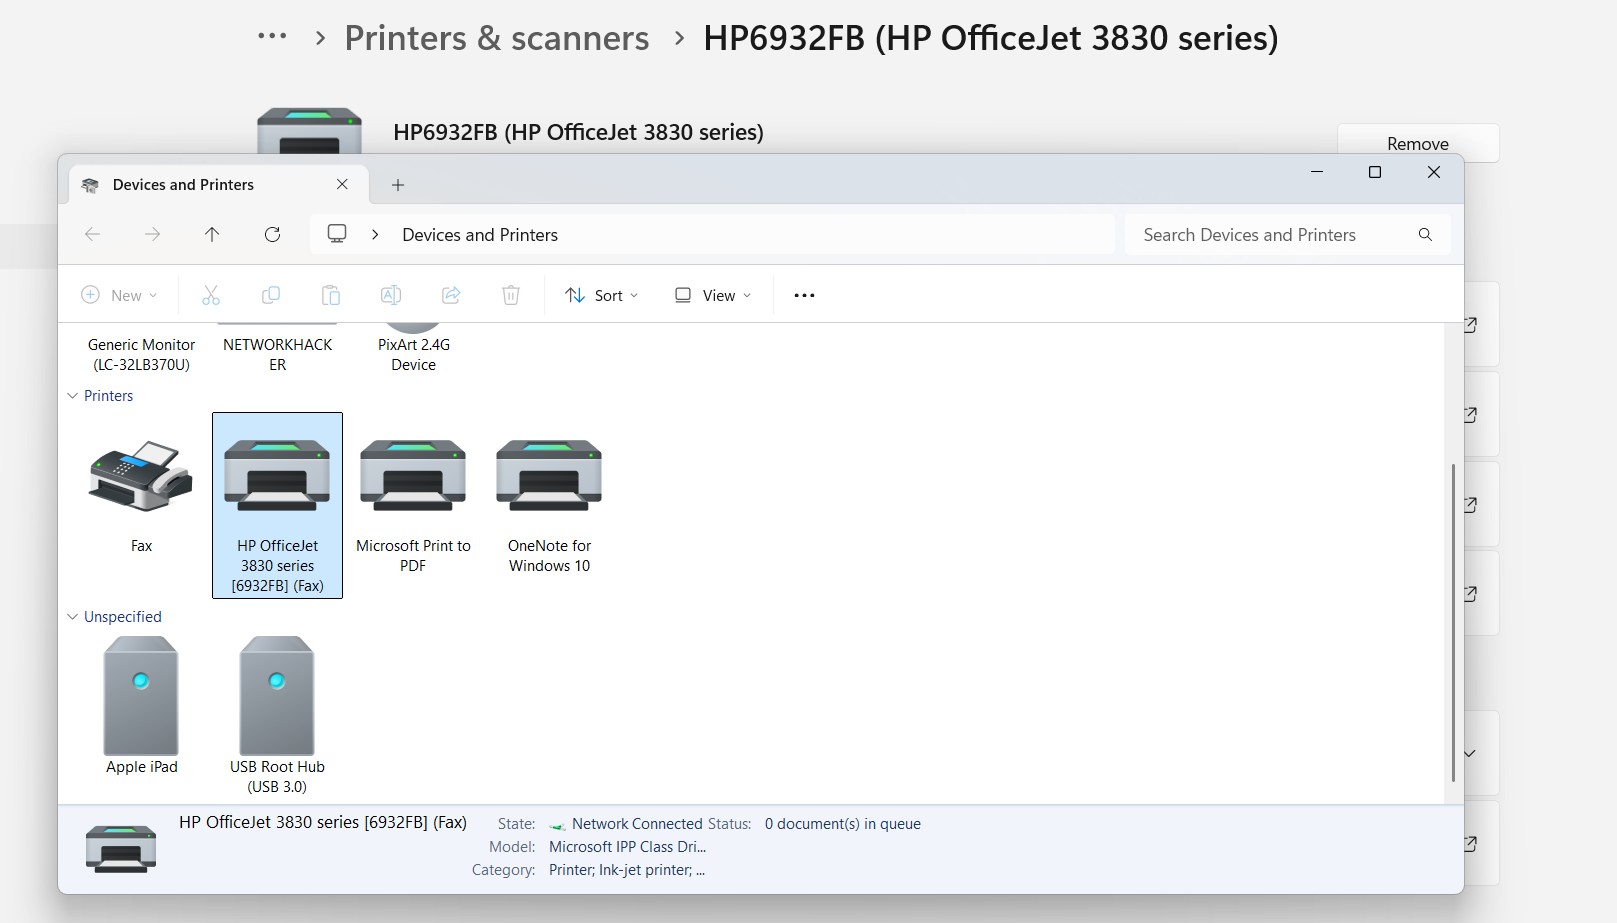 Printers & scanners > HP6932FB (HP OfficeJet 3830 series)
HP6932FB (HP OfficeJet 3830 series)
Remove
Devices and Printers
Devices and Printers
Search Devices and Printers
New
Sort
View
Generic Monitor
(LC-32LB370U)
NETWORKHACK
ER
PixArt 2.4G
Device
Printers
Fax
HP OfficeJet
3830 series
[6932FB] (Fax)
Microsoft Print to
PDF
OneNote for
Windows 10
Unspecified
Apple iPad
USB Root Hub
(USB 3.0)
HP OfficeJet 3830 series [6932FB] (Fax)
State: Network Connected Status: 0 document(s) in queue
Model: Microsoft IPP Class Dri...
Category: Printer; Ink-jet printer; ...